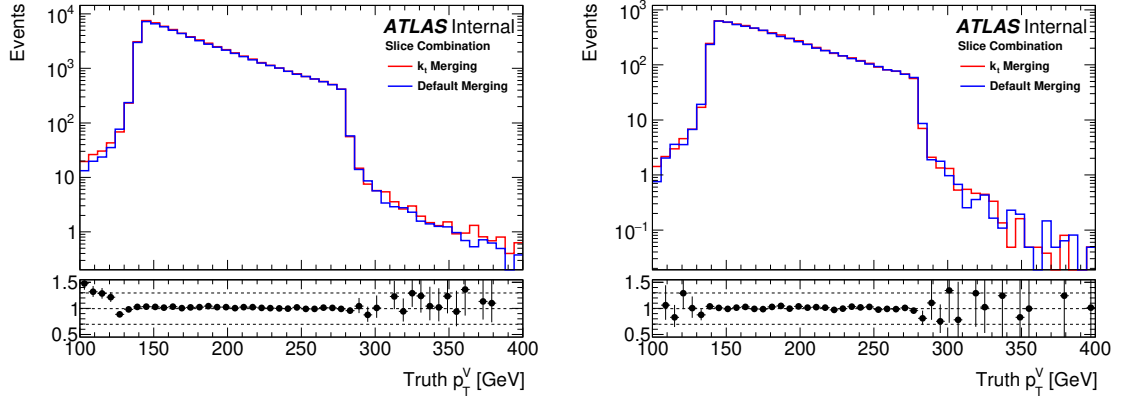 Events
10⁴
10³
10²
10
1
ATLAS Internal
Slice Combination
kₜ Merging
Default Merging
1.5
1
0.5
100 150 200 250 300 350 400
Truth p_T^V [GeV]
Events
10³
10²
10
1
10⁻¹
ATLAS Internal
Slice Combination
kₜ Merging
Default Merging
1.5
1
0.5
100 150 200 250 300 350 400
Truth p_T^V [GeV]